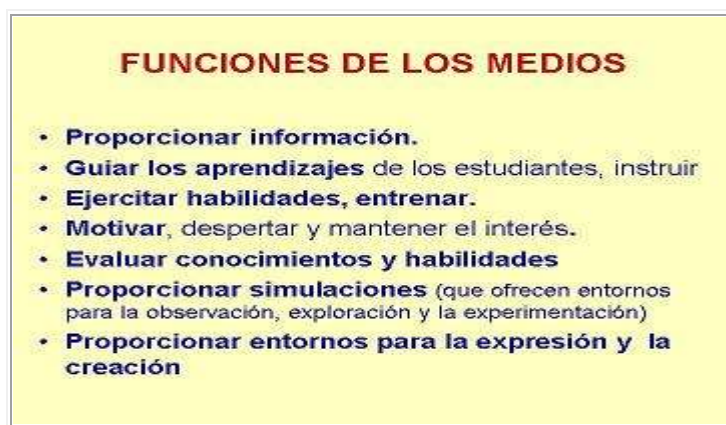 FUNCIONES DE LOS MEDIOS
• Proporcionar información.
• Guiar los aprendizajes de los estudiantes, instruir
• Ejercitar habilidades, entrenar.
• Motivar, despertar y mantener el interés.
• Evaluar conocimientos y habilidades
• Proporcionar simulaciones (que ofrecen entornos
para la observación, exploración y la experimentación)
• Proporcionar entornos para la expresión y la
creación